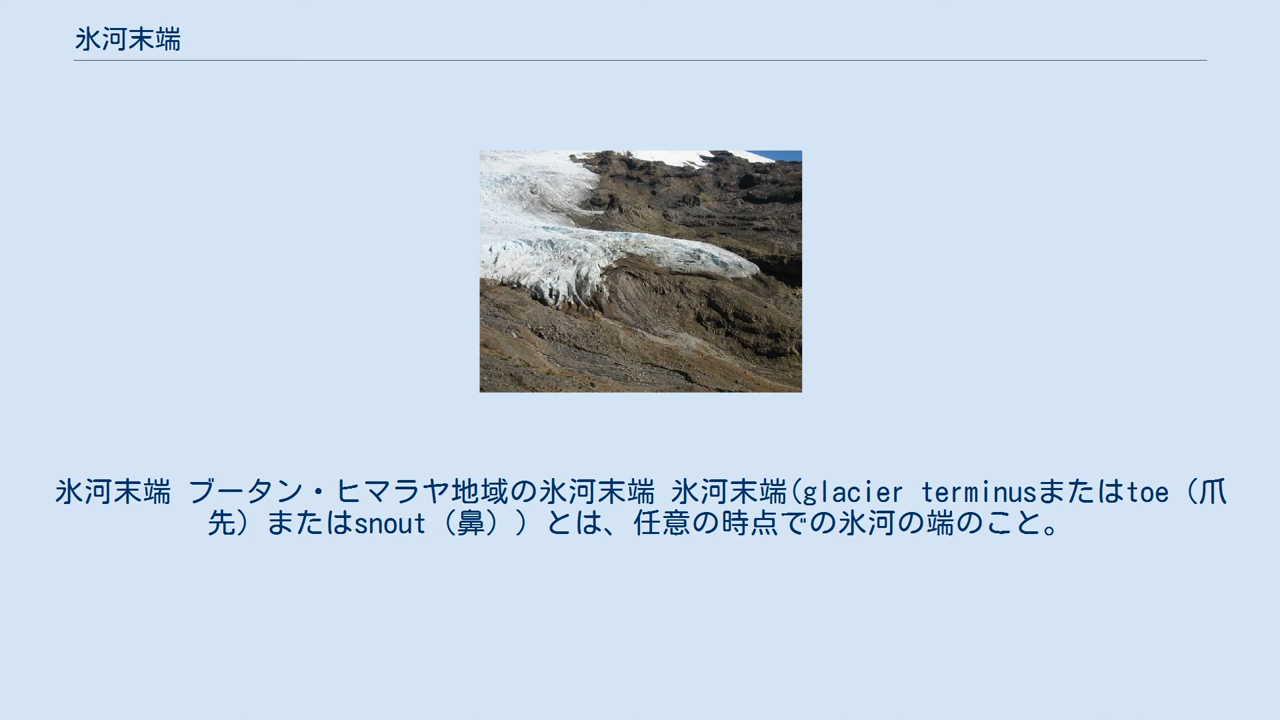 氷河末端
氷河末端 ブータン・ヒマラヤ地域の氷河末端 氷河末端(glacier terminusまたはtoe（爪
先）またはsnout（鼻））とは、任意の時点での氷河の端のこと。